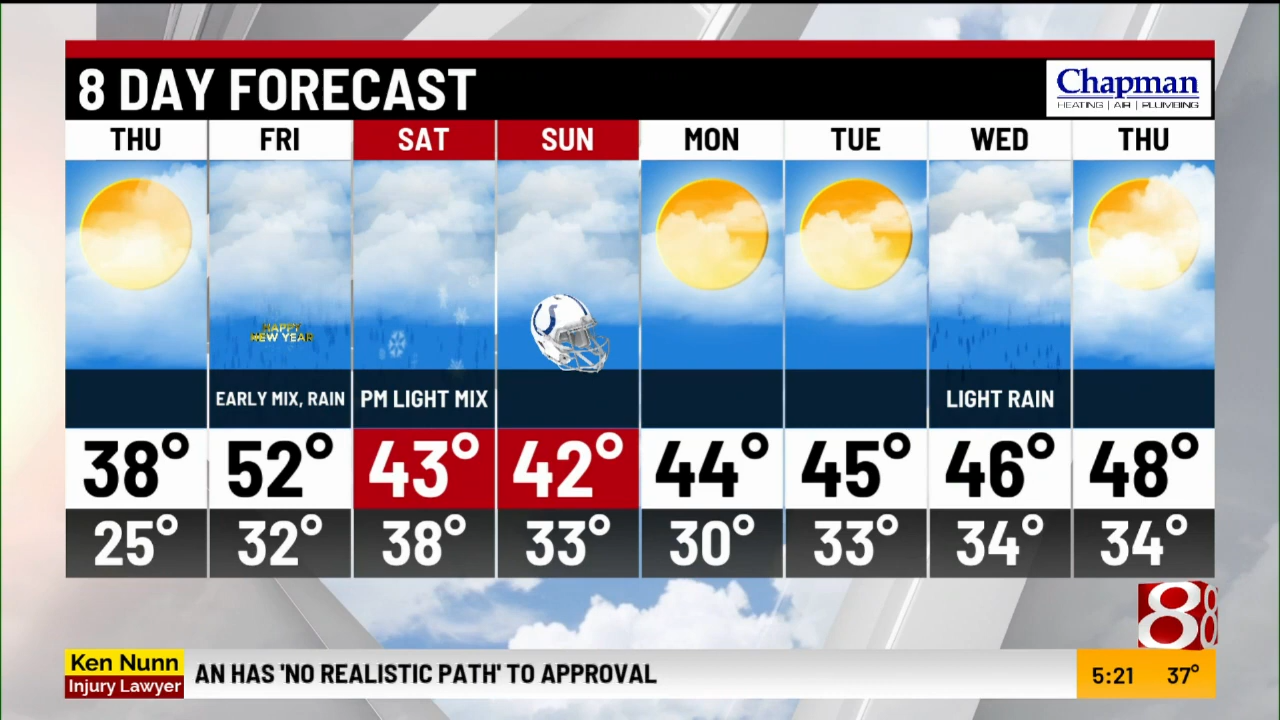 8 DAY FORECAST
Chapman
HEATING | AIR | PLUMBING
THU FRI SAT SUN MON TUE WED THU
HAPPY
NEW YEAR
EARLY MIX, RAIN PM LIGHT MIX LIGHT RAIN
38° 52° 43° 42° 44° 45° 46° 48°
25° 32° 38° 33° 30° 33° 34° 34°
8
Ken Nunn
Injury Lawyer
AN HAS 'NO REALISTIC PATH' TO APPROVAL
5:21 37°